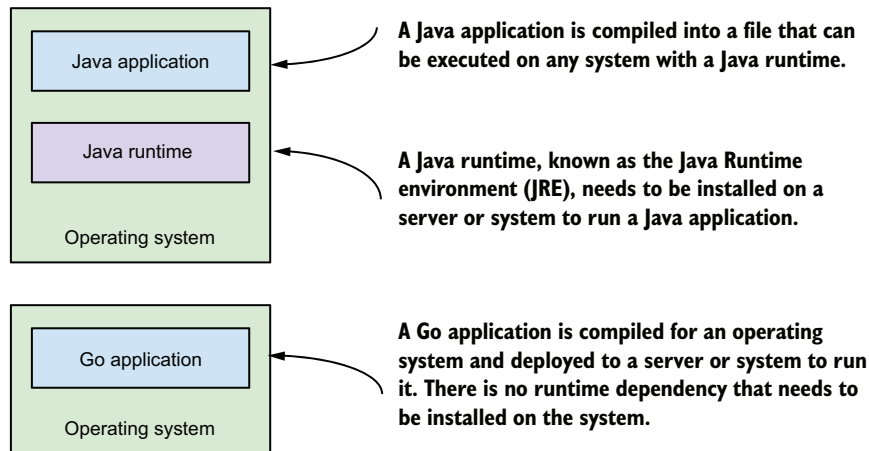 Java application
A Java application is compiled into a file that can
be executed on any system with a Java runtime.
Java runtime
A Java runtime, known as the Java Runtime
environment (JRE), needs to be installed on a
server or system to run a Java application.
Operating system
Go application
A Go application is compiled for an operating
system and deployed to a server or system to run
it. There is no runtime dependency that needs to
be installed on the system.
Operating system